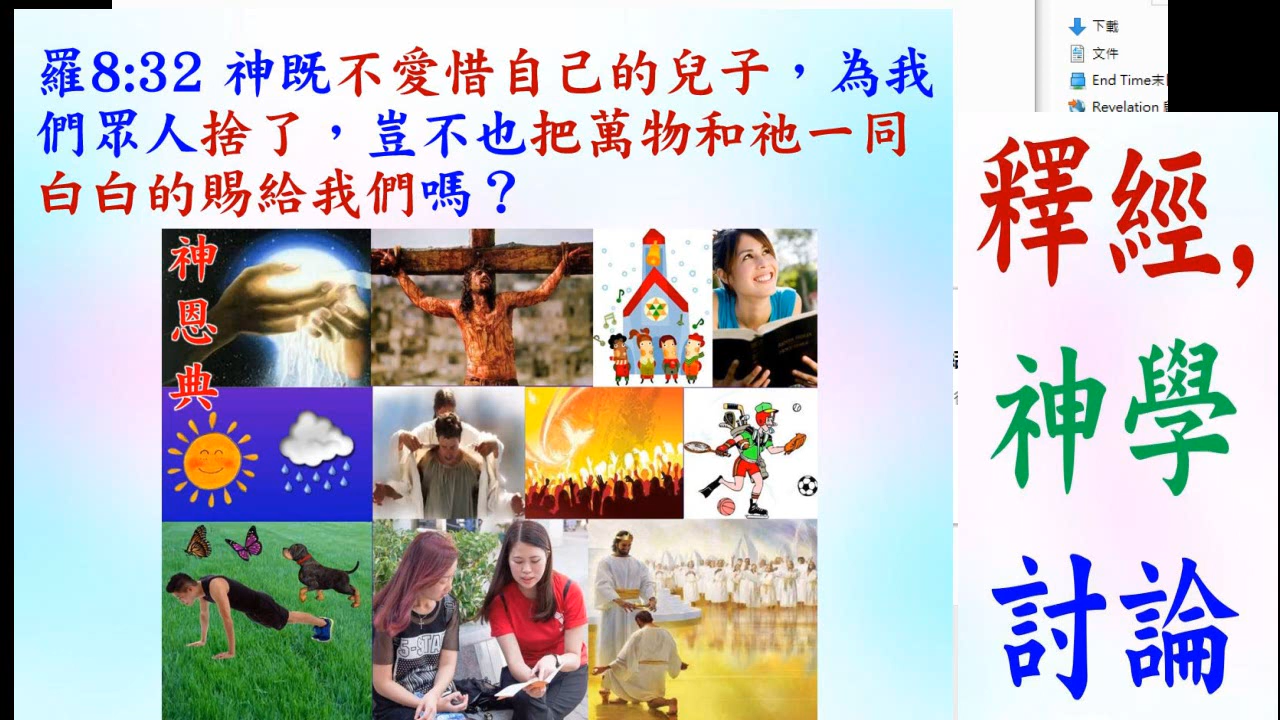 羅8:32 神既不愛惜自己的兒子，為我
們眾人捨了，豈不也把萬物和祂一同
白白的賜給我們嗎？
神
恩
典
下載
文件
End Time末
Revelation
釋經,
神學
討論